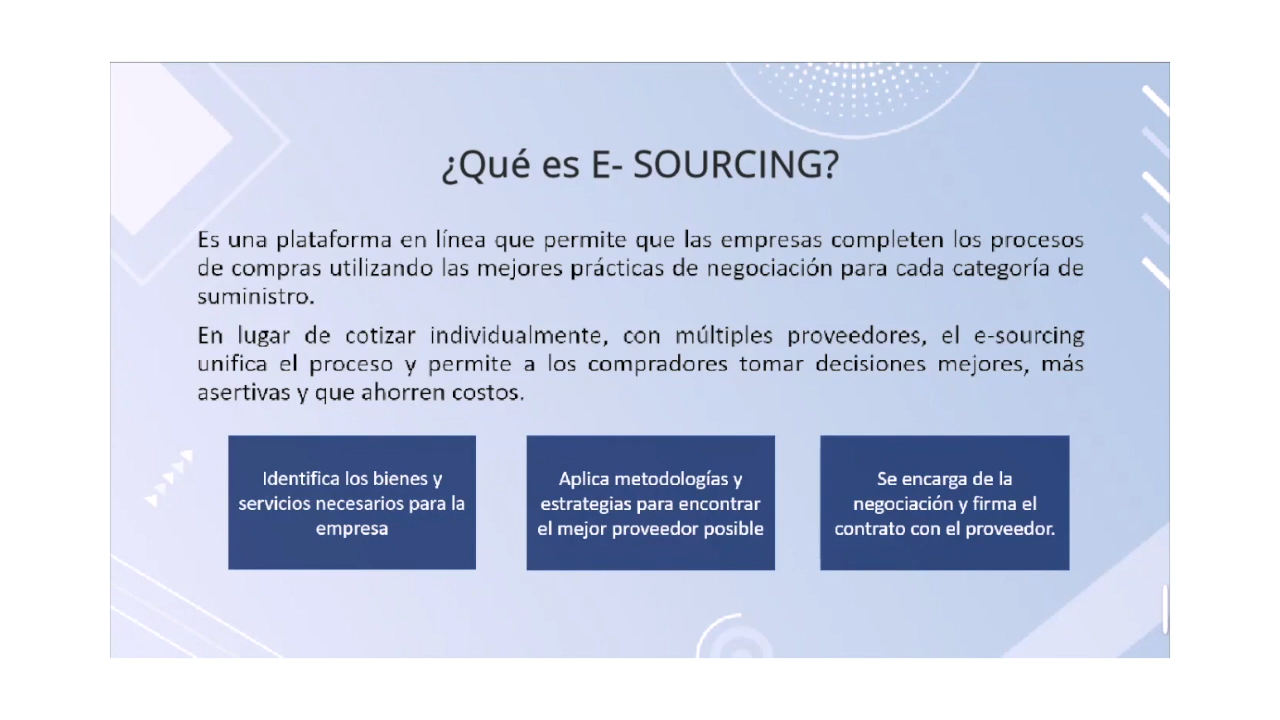 ¿Qué es E- SOURCING?
Es una plataforma en línea que permite que las empresas completen los procesos
de compras utilizando las mejores prácticas de negociación para cada categoría de
suministro.
En lugar de cotizar individualmente, con múltiples proveedores, el e-sourcing
unifica el proceso y permite a los compradores tomar decisiones mejores, más
asertivas y que ahorren costos.
Identifica los bienes y
servicios necesarios para la
empresa
Aplica metodologías y
estrategias para encontrar
el mejor proveedor posible
Se encarga de la
negociación y firma el
contrato con el proveedor.